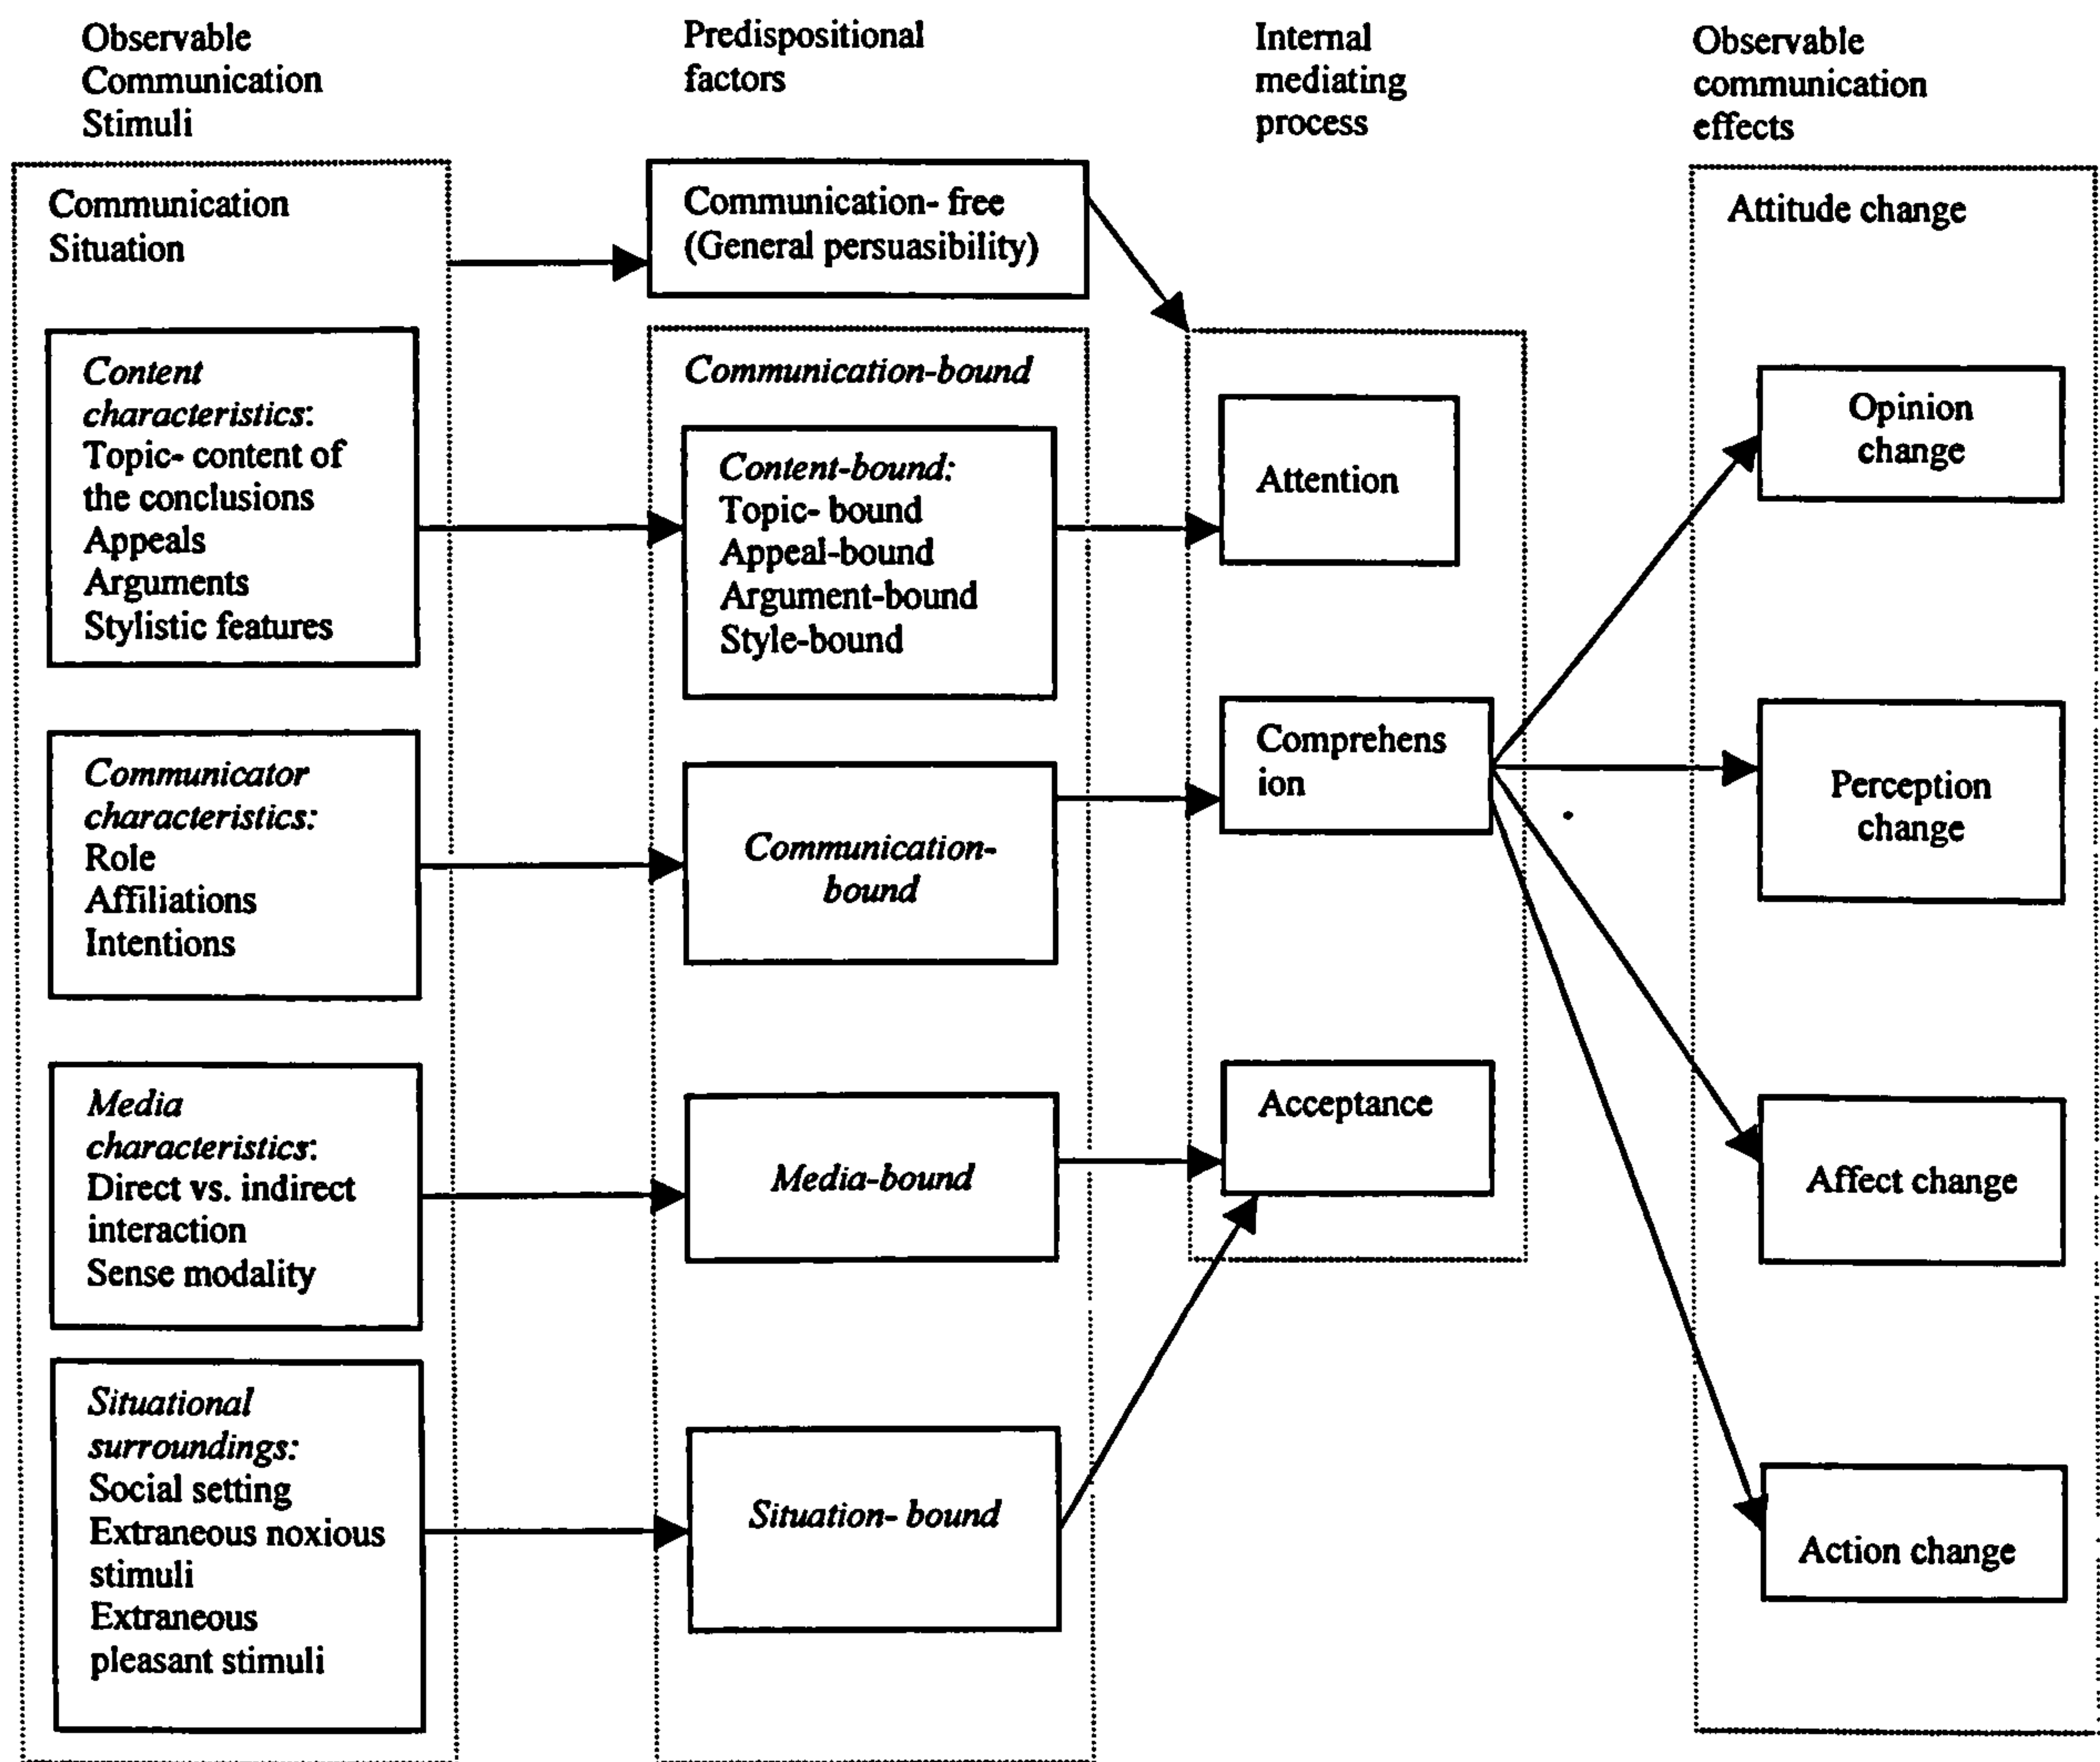 Observable
Communication
Stimuli
Predispositional
factors
Internal
mediating
process
Observable
communication
effects
Communication
Situation
Content
characteristics:
Topic- content of
the conclusions
Appeals
Arguments
Stylistic features
Communicator
characteristics:
Role
Affiliations
Intentions
Media
characteristics:
Direct vs. indirect
interaction
Sense modality
Situational
surroundings:
Social setting
Extraneous noxious
stimuli
Extraneous
pleasant stimuli
Communication- free
(General persuasibility)
Communication-bound
Content-bound:
Topic- bound
Appeal-bound
Argument-bound
Style-bound
Communication-
bound
Media-bound
Situation- bound
Attention
Comprehens
ion
Acceptance
Attitude change
Opinion
change
Perception
change
Affect change
Action change